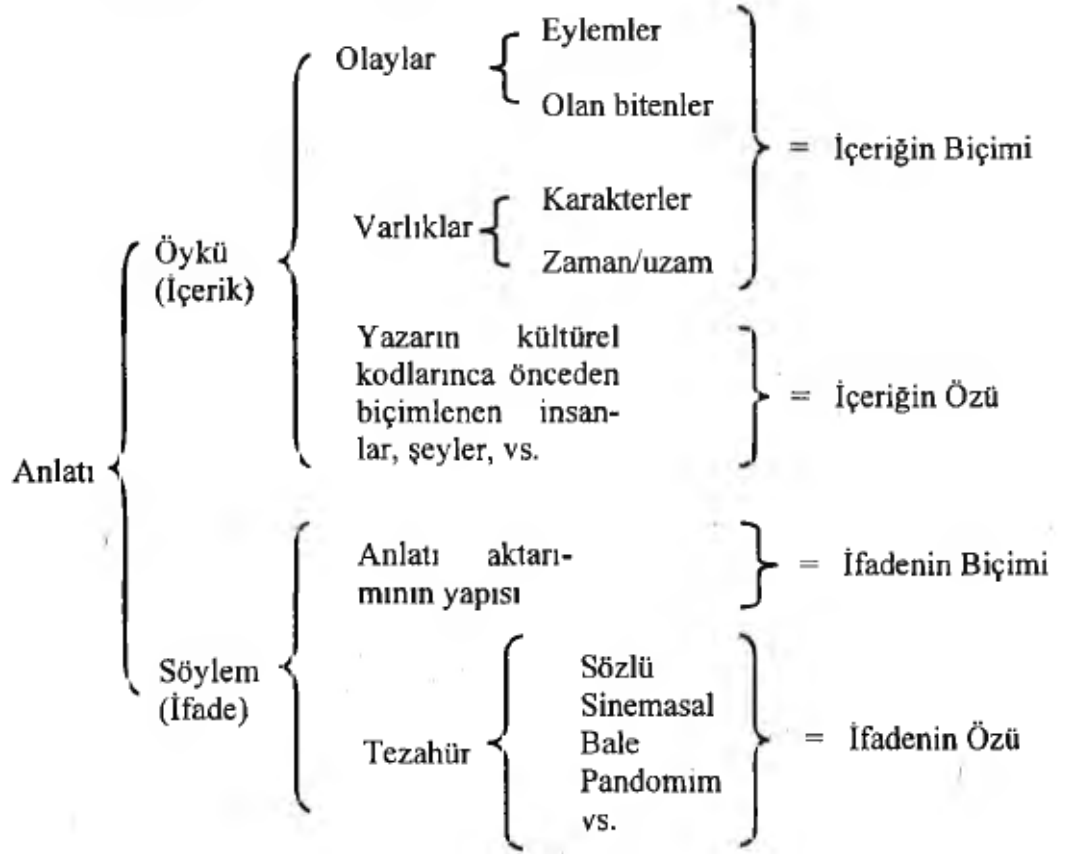 Eylemler
Olaylar
Olan bitenler
= İçeriğin Biçimi
Karakterler
Varlıklar
Zaman/uzam
Öykü
(İçerik)
Yazarın kültürel
kodlarınca önceden
biçimlenen insan-
lar, şeyler, vs.
= İçeriğin Özü
Anlatı
Anlatı aktarı-
mının yapısı
= İfadenin Biçimi
Söylem
(İfade)
Tezahür
Sözlü
Sinemasal
Bale
Pandomim
vs.
= İfadenin Özü